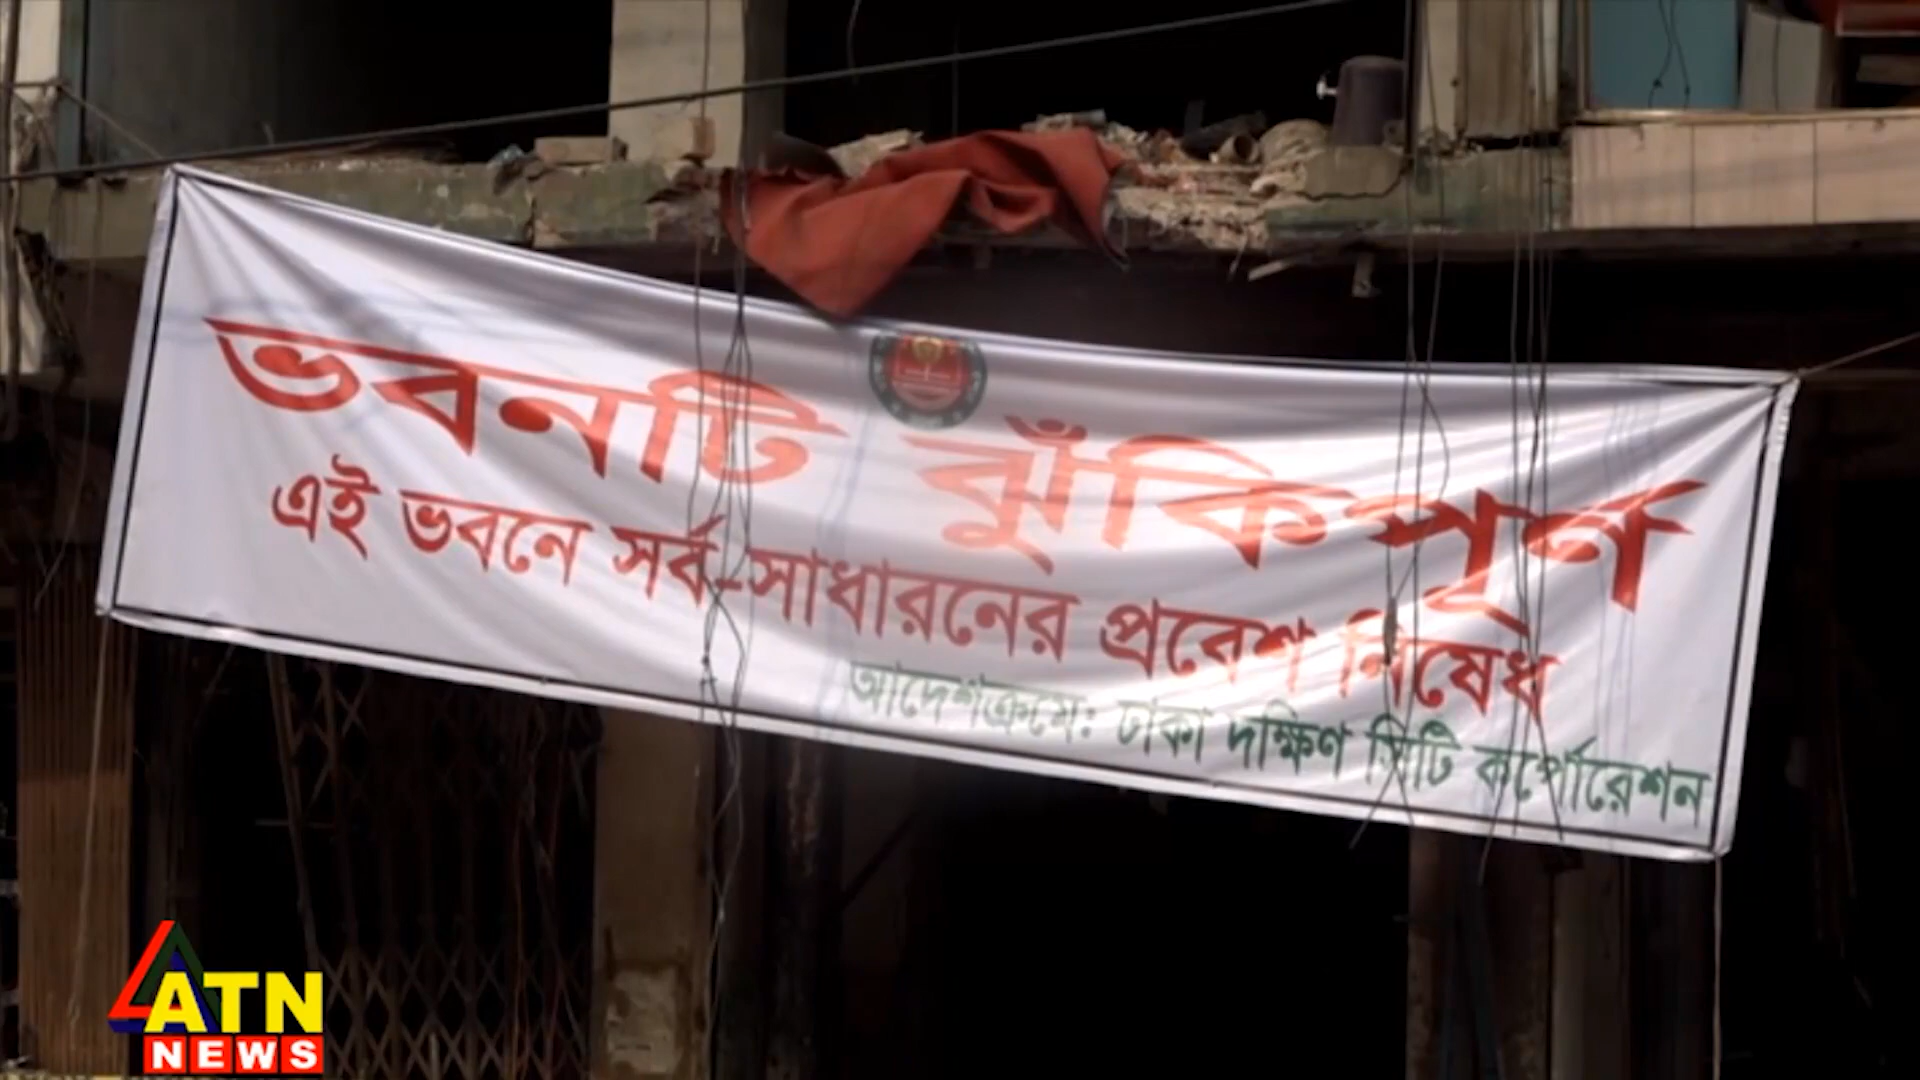 ভবনটি ঝুঁকিপূর্ণ
এই ভবনে সর্ব-সাধারনের প্রবেশ নিষেধ
আদেশক্রমে: ঢাকা দক্ষিণ সিটি কর্পোরেশন
ATN
NEWS